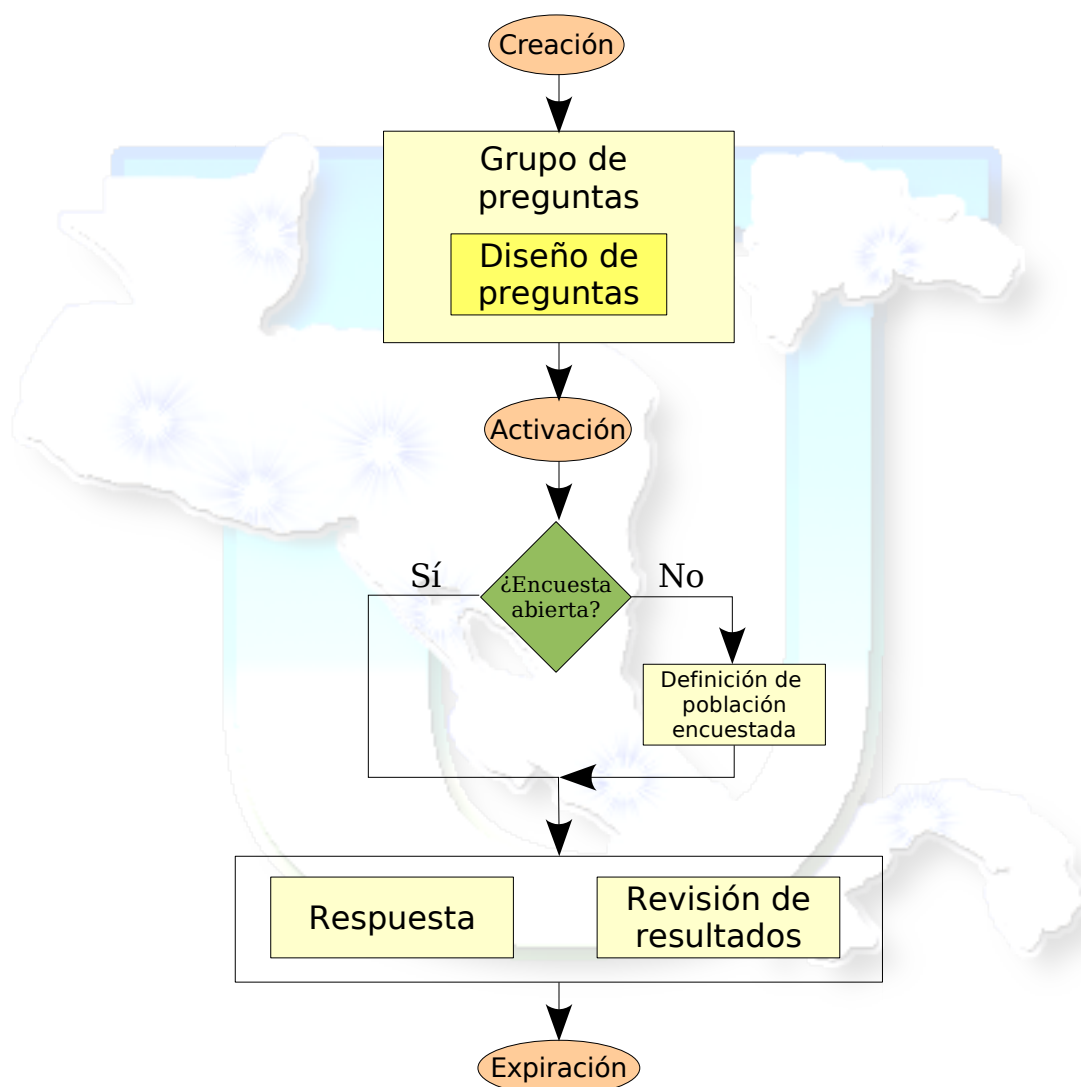 Creación
Grupo de
preguntas
Diseño de
preguntas
Activación
Sí
¿Encuesta
abierta?
No
Definición de
población
encuestada
Respuesta
Revisión de
resultados
Expiración